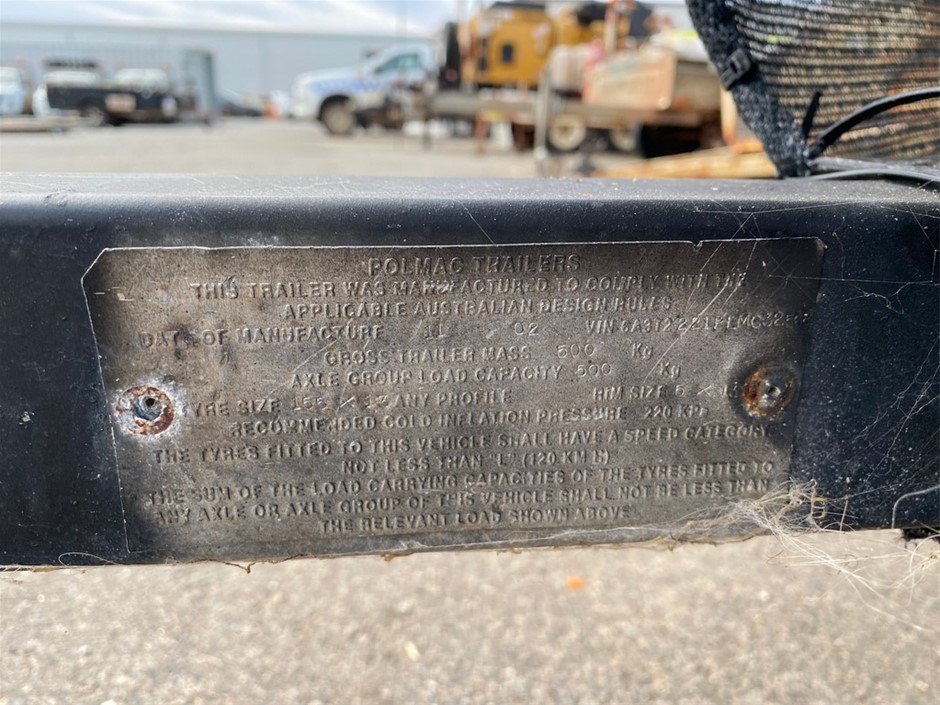 POLMAC TRAILERS
THIS TRAILER WAS MANUFACTURED TO COMPLY WITH THE
APPLICABLE AUSTRALIAN DESIGN RULES
DATE OF MANUFACTURE 11 02 VIN
GROSS TRAILER MASS 500 Kg
AXLE GROUP LOAD CAPACITY 500 Kg
TYRE SIZE ANY PROFILE RIM SIZE
RECOMMENDED COLD INFLATION PRESSURE 220 KPa
THE TYRES FITTED TO THIS VEHICLE SHALL HAVE A SPEED CATEGORY
NOT LESS THAN "L" (120 KM H)
THE SUM OF THE LOAD CARRYING CAPACITIES OF THE TYRES FITTED TO
ANY AXLE OR AXLE GROUP OF THIS VEHICLE SHALL NOT BE LESS THAN
THE RELEVANT LOAD SHOWN ABOVE